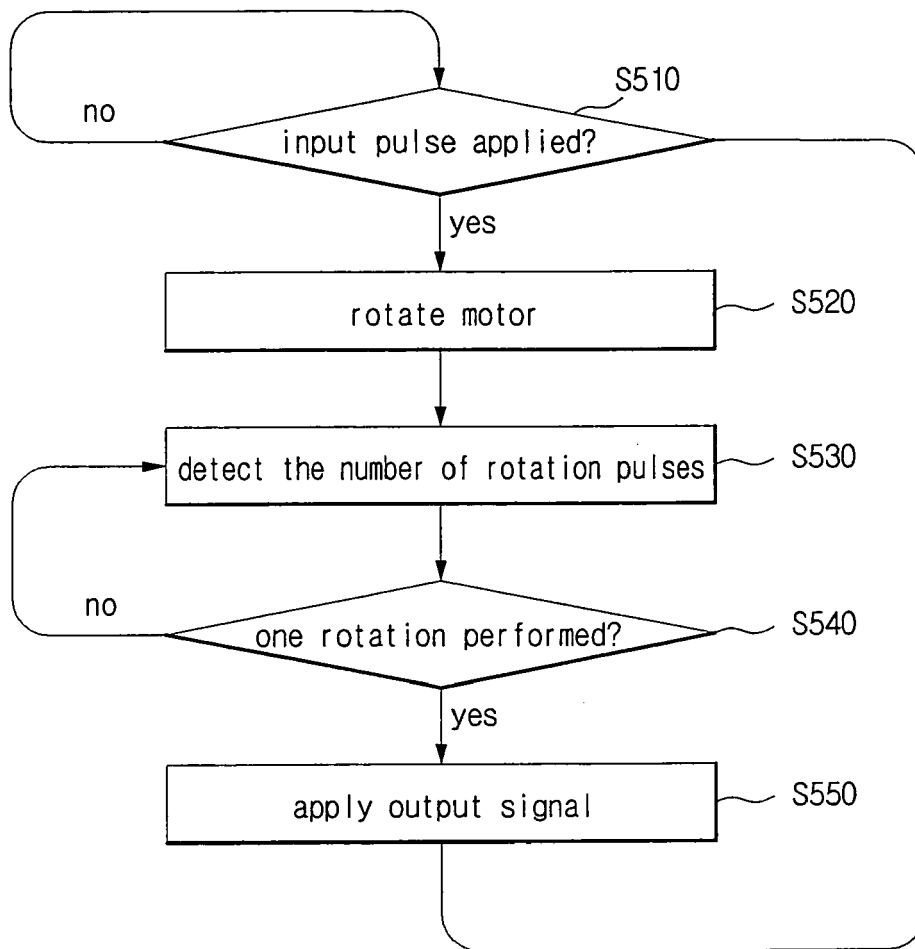 S510
no
input pulse applied?
yes
rotate motor
S520
detect the number of rotation pulses
S530
no
one rotation performed?
S540
yes
apply output signal
S550